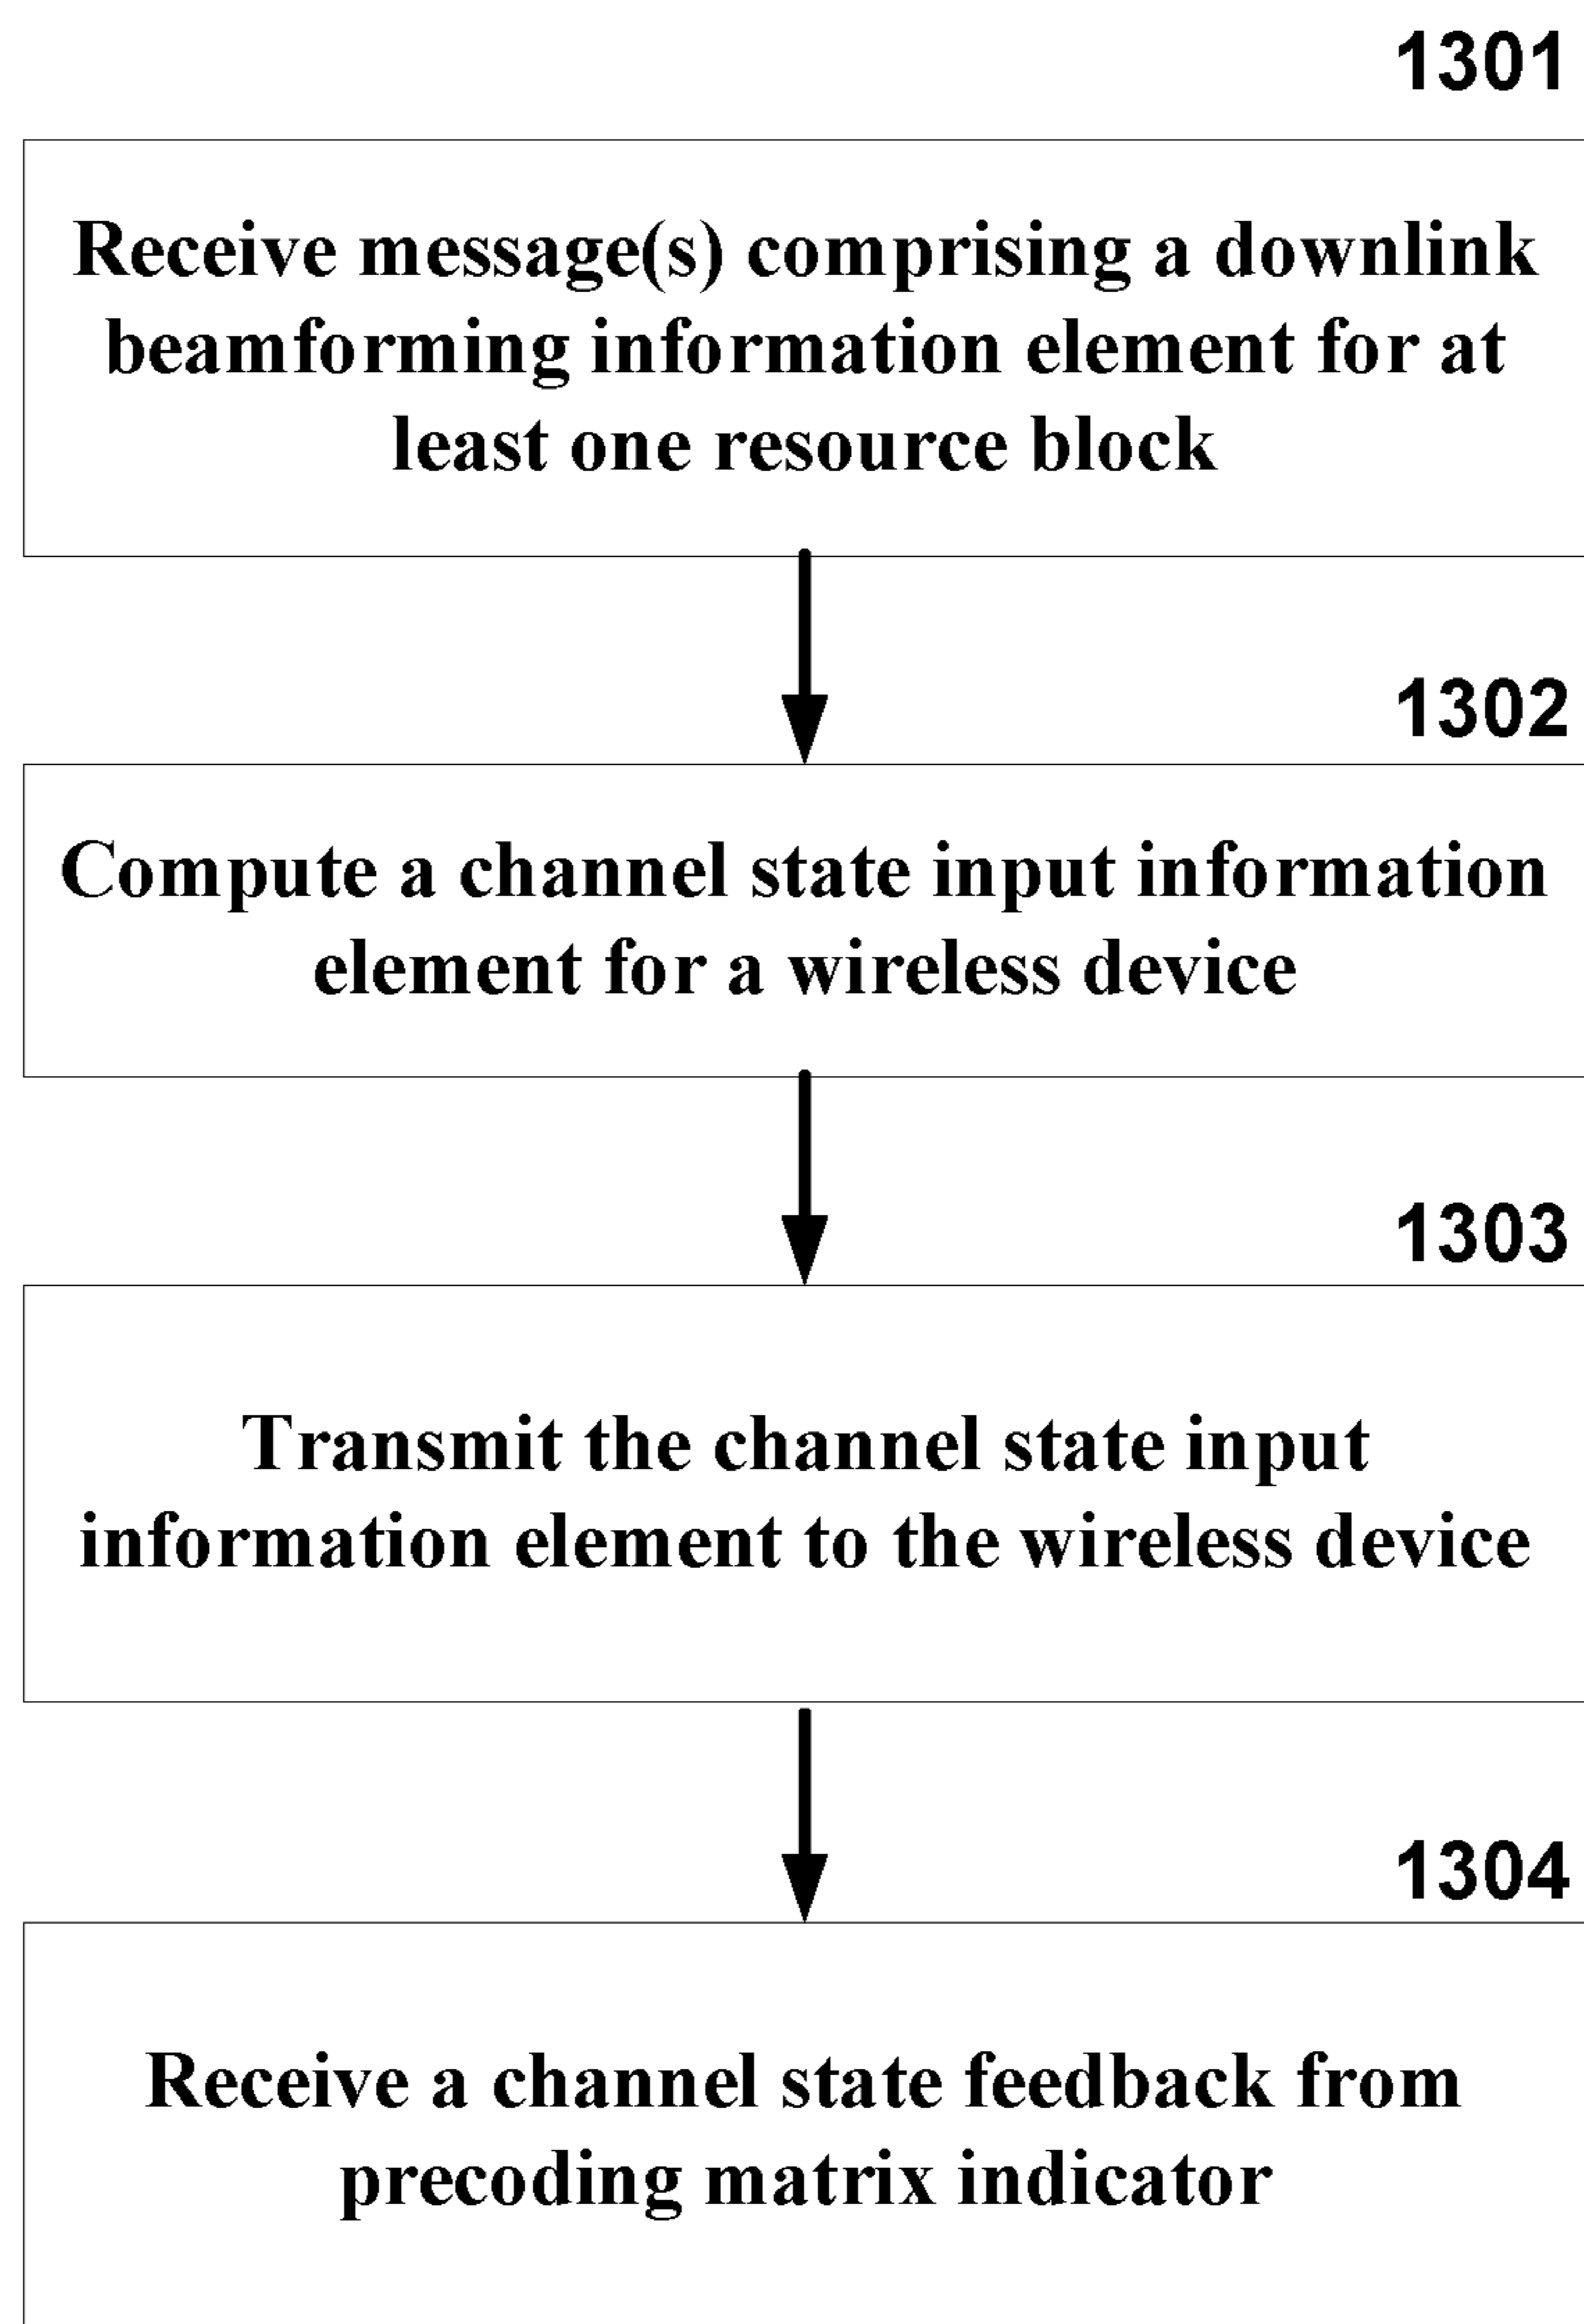 1301
Receive message(s) comprising a downlink
beamforming information element for at
least one resource block
1302
Compute a channel state input information
element for a wireless device
1303
Transmit the channel state input
information element to the wireless device
1304
Receive a channel state feedback from
precoding matrix indicator